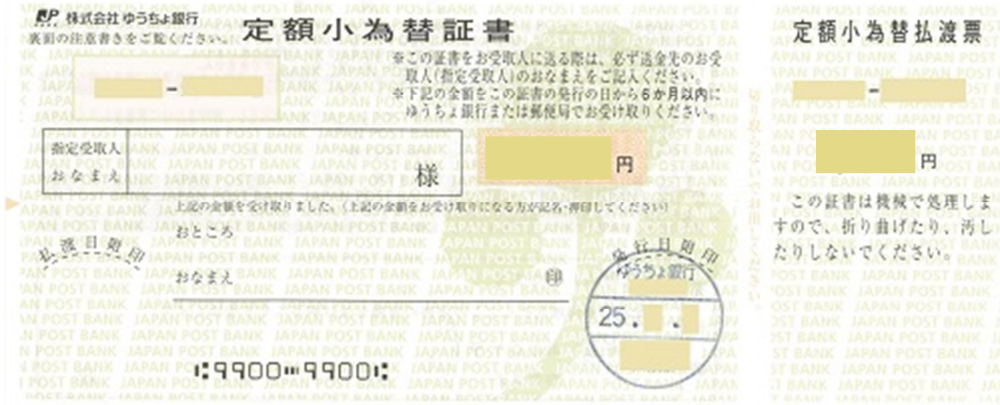 JP 株式会社 ゆうちょ銀行
裏面の注意書きをご覧ください。
定額小為替証書
※この証書をお受取人に送る際は、必ず送金先のお受
取人(指定受取人)のおなまえをご記入ください。
※下記の金額をこの証書の発行の日から6か月以内に
ゆうちょ銀行または郵便局でお受け取りください。
-
指定受取人
おなまえ
様
円
上記の金額を受け取りました。(上記の金額をお受け取りになる方が記名・押印してください)
おところ
払渡日附印
おなまえ
印
発行日附印
ゆうちょ銀行
25. .
⑆9900⑉9900⑆
JAPAN POST BANK
定額小為替払渡票
-
円
この証書は機械で処理しま
すので、折り曲げたり、汚し
たりしないでください。